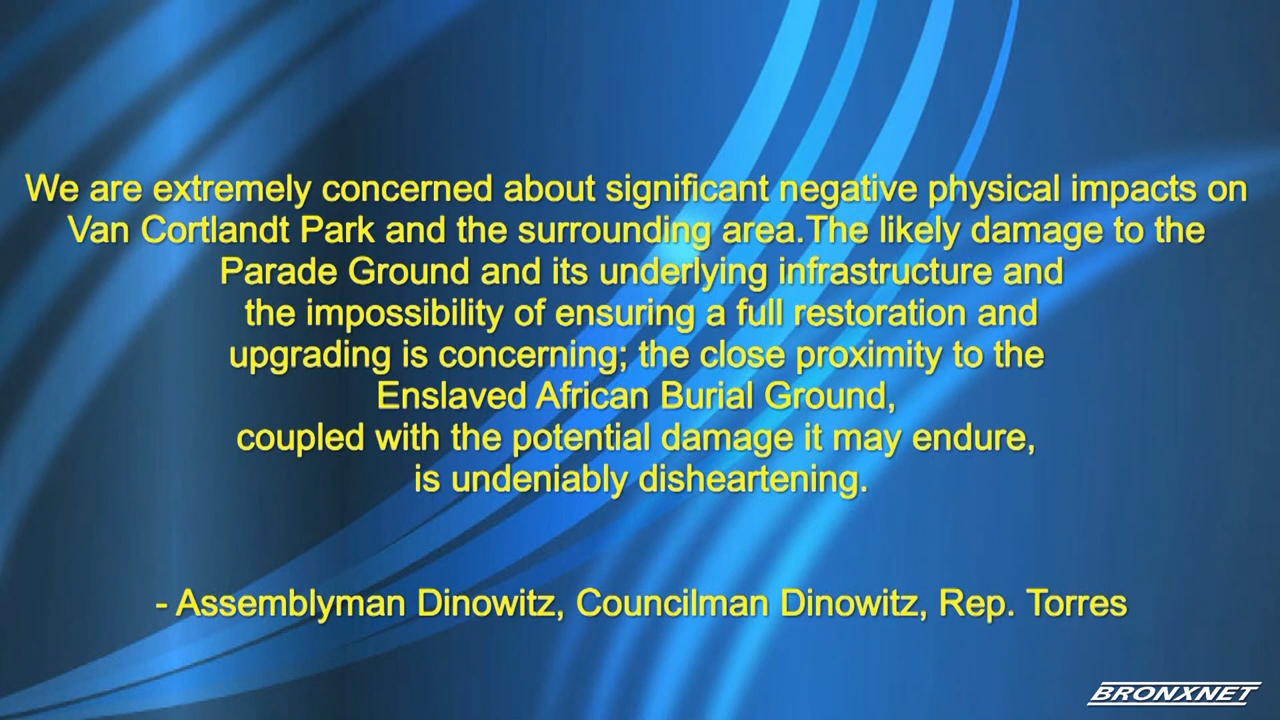 We are extremely concerned about significant negative physical impacts on
Van Cortlandt Park and the surrounding area.The likely damage to the
Parade Ground and its underlying infrastructure and
the impossibility of ensuring a full restoration and
upgrading is concerning; the close proximity to the
Enslaved African Burial Ground,
coupled with the potential damage it may endure,
is undeniably disheartening.
- Assemblyman Dinowitz, Councilman Dinowitz, Rep. Torres
BRONXNET